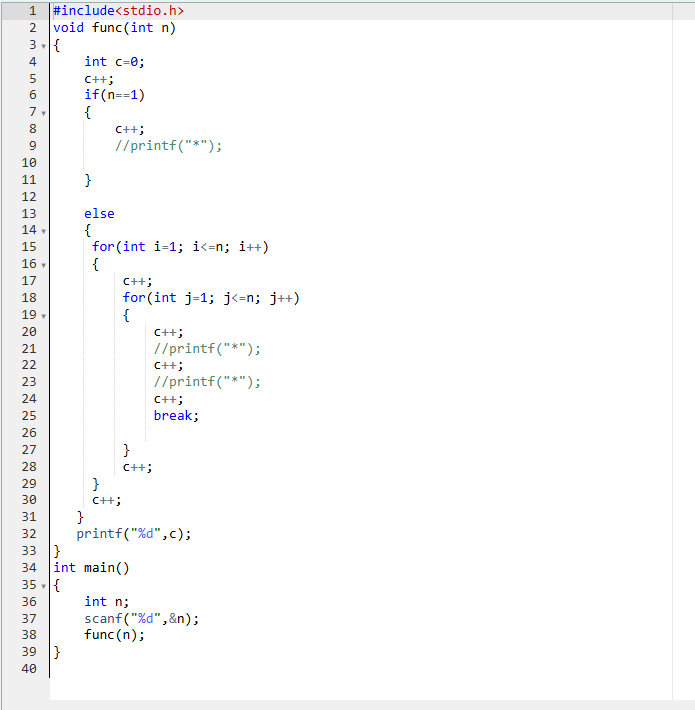 1 #include<stdio.h>
2 void func(int n)
3 {
4     int c=0;
5     c++;
6     if(n==1)
7     {
8         c++;
9         //printf("*");
10
11     }
12
13     else
14     {
15      for(int i=1; i<=n; i++)
16      {
17          c++;
18          for(int j=1; j<=n; j++)
19          {
20              c++;
21              //printf("*");
22              c++;
23              //printf("*");
24              c++;
25              break;
26
27          }
28          c++;
29      }
30      c++;
31    }
32    printf("%d",c);
33 }
34 int main()
35 {
36     int n;
37     scanf("%d",&n);
38     func(n);
39 }
40